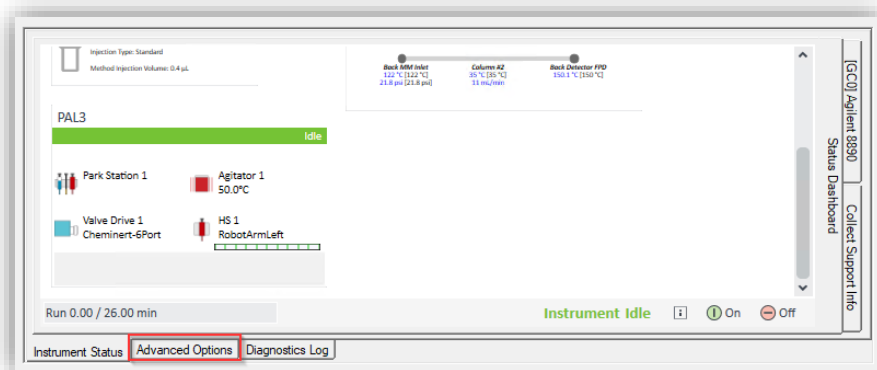 Injection Type: Standard
Method Injection Volume: 0.4 µL
Back MM Inlet
122 °C [122 °C]
21.8 psi [21.8 psi]
Column #2
35 °C [35 °C]
11 mL/min
Back Detector FPD
150.1 °C [150 °C]
PAL3
Idle
Park Station 1
Agitator 1
50.0°C
Valve Drive 1
Cheminert-6Port
HS 1
RobotArmLeft
Run 0.00 / 26.00 min
Instrument Idle
i
On
Off
Status Dashboard
[GC0] Agilent 8890
Collect Support Info
Instrument Status
Advanced Options
Diagnostics Log